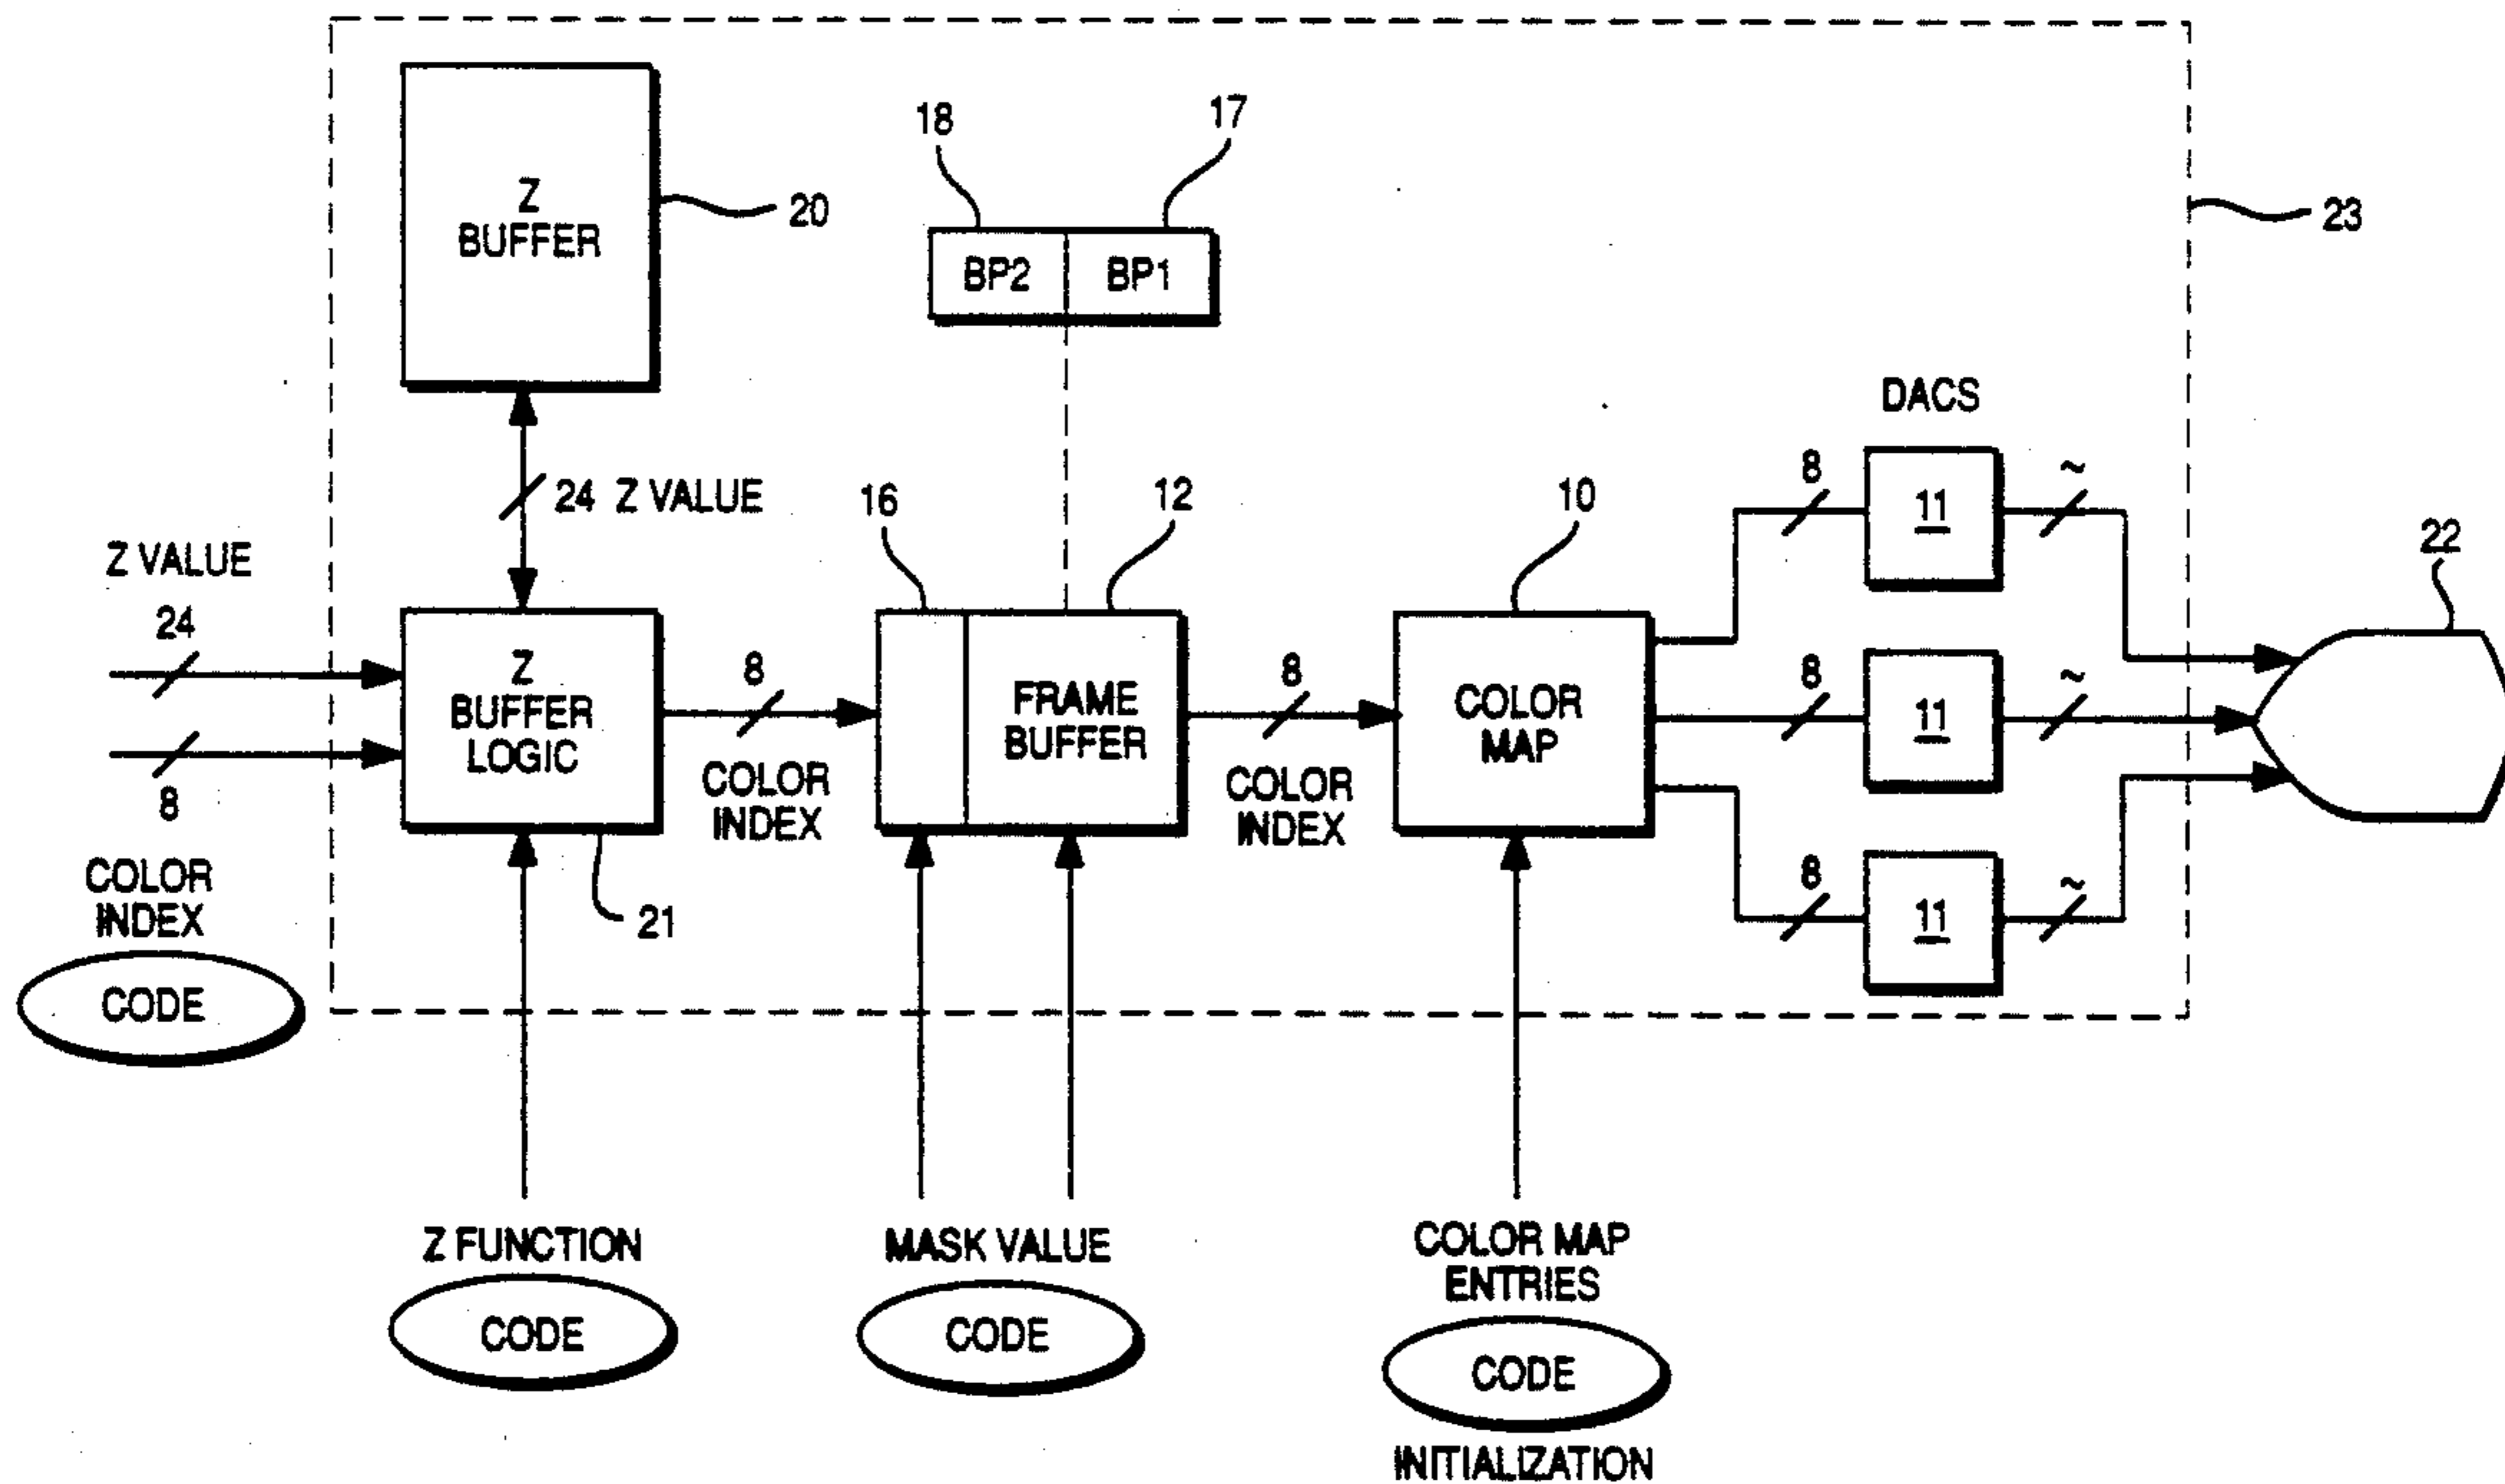 18
17
Z
BUFFER
20
BP2
BP1
23
DACS
24 Z VALUE
16
12
10
8
11
~
22
Z VALUE
24
8
Z
BUFFER
LOGIC
8
COLOR
INDEX
FRAME
BUFFER
8
COLOR
INDEX
COLOR
MAP
8
11
~
8
11
~
COLOR
INDEX
CODE
21
Z FUNCTION
CODE
MASK VALUE
CODE
COLOR MAP
ENTRIES
CODE
INITIALIZATION